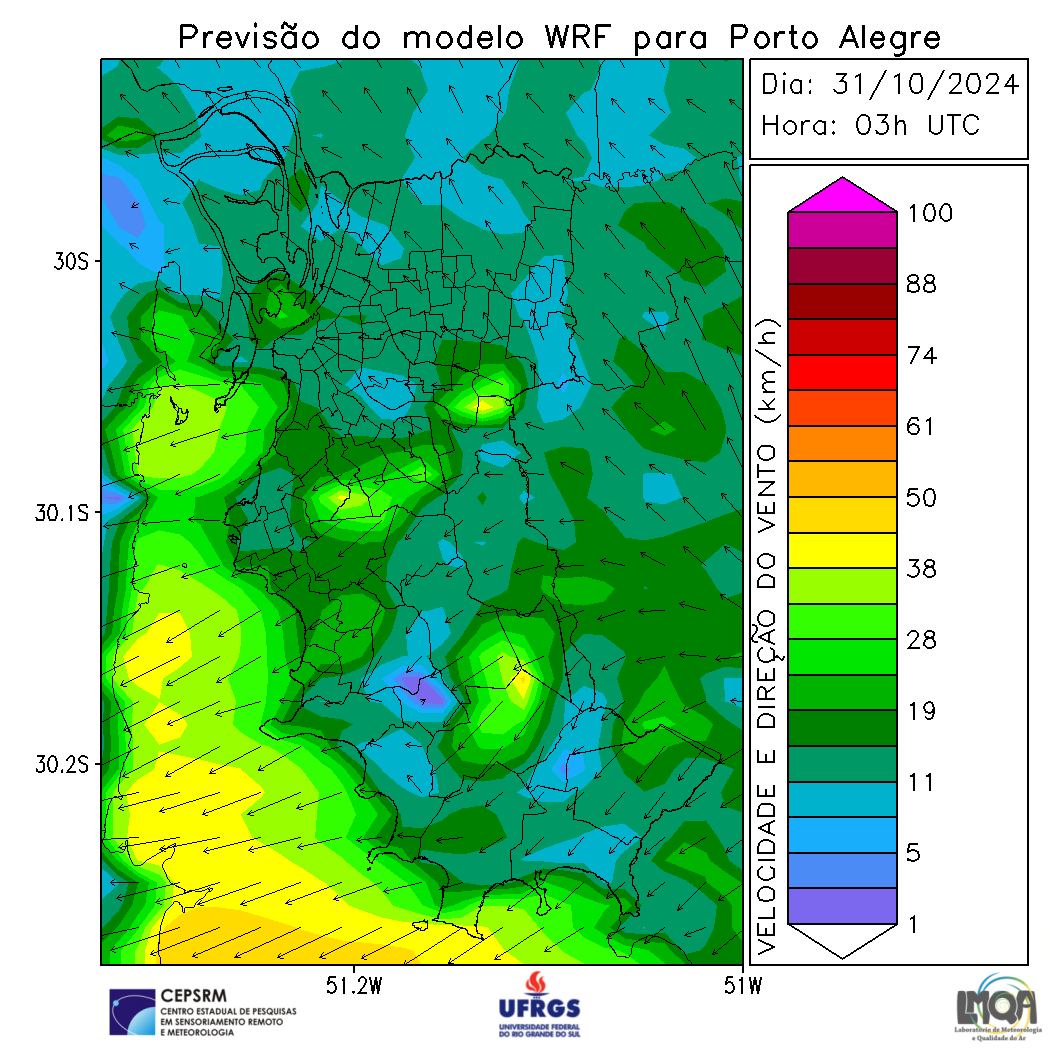 Previsão do modelo WRF para Porto Alegre
Dia: 31/10/2024
Hora: 03h UTC
30S
30.1S
30.2S
51.2W
51W
VELOCIDADE E DIREÇÃO DO VENTO (km/h)
100
88
74
61
50
38
28
19
11
5
1
CEPSRM
CENTRO ESTADUAL DE PESQUISAS
EM SENSORIAMENTO REMOTO
E METEOROLOGIA
UFRGS
UNIVERSIDADE FEDERAL
DO RIO GRANDE DO SUL
LMQA
Laboratório de Meteorologia
e Qualidade do Ar